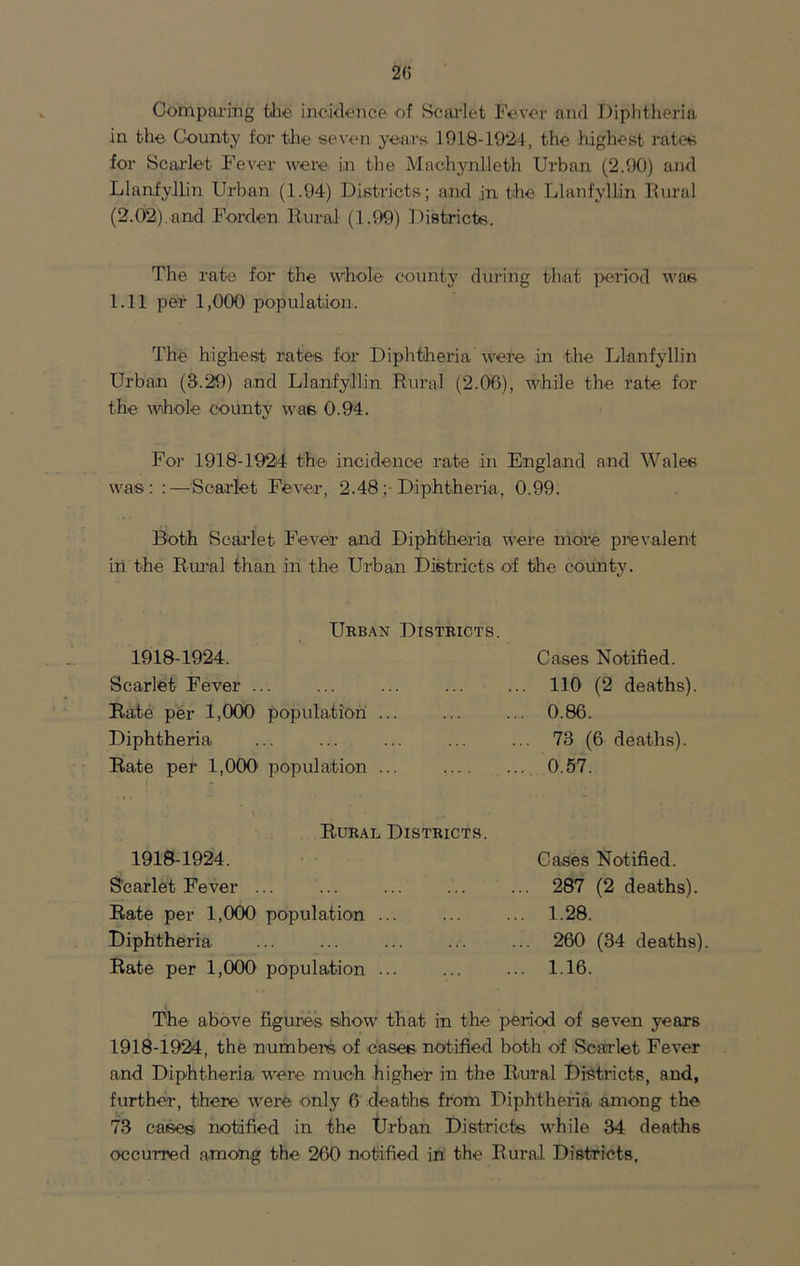 26
Comparing the incidence of Scarlet Fever and Diphtheria
in the County for the seven years 1918-1924, the highest rates
for Scarlet Fever were in the Machynlleth Urban (2.90) and
Llanfyllin Urban (1.94) Districts; and in the Llanfyllin Rural
(2.02) and Forden Rural (1.99) Districts.
The rate for the whole county during that period was
1.11 per 1,000 population.
The highest rates for Diphtheria were in the Llanfyllin
Urban (3.29) and Llanfyllin Rural (2.06), while the rate for
the whole county was 0.94.
For 1918-1924 the incidence rate in England and Wales
was: :—Scarlet Fever, 2.48; Diphtheria, 0.99.
Both Scarlet Fever and Diphtheria were more prevalent
in the Rural than in the Urban Districts of the county.
Urban Districts.
1918-1924. Cases Notified.
Scarlet Fever ... ... ... ... ... 110 (2 deaths).
Rate per 1,000 population ... ... ... 0.86.
Diphtheria ... ... ... ... ... 73 (6 deaths).
Rate per 1,000 population ... .... ... 0.57.
Rural Districts.
1918-1924. Cases Notified.
Scarlet Fever ... ... ... ... ... 287 (2 deaths).
Rate per 1,000 population ... ... ... 1.28.
Diphtheria ... ... ... ... ... 260 (34 deaths).
Rate per 1,000 population ... ... ... 1.16.
The above figures show that in the period of seven years
1918-1924, the numbers of cases notified both of Scarlet Fever
and Diphtheria were much higher in the Rural Districts, and,
further, there were only 6 deaths from Diphtheria among the
73 cases notified in the Urban Districts while 34 deaths
occurred among the 260 notified in the Rural Districts.